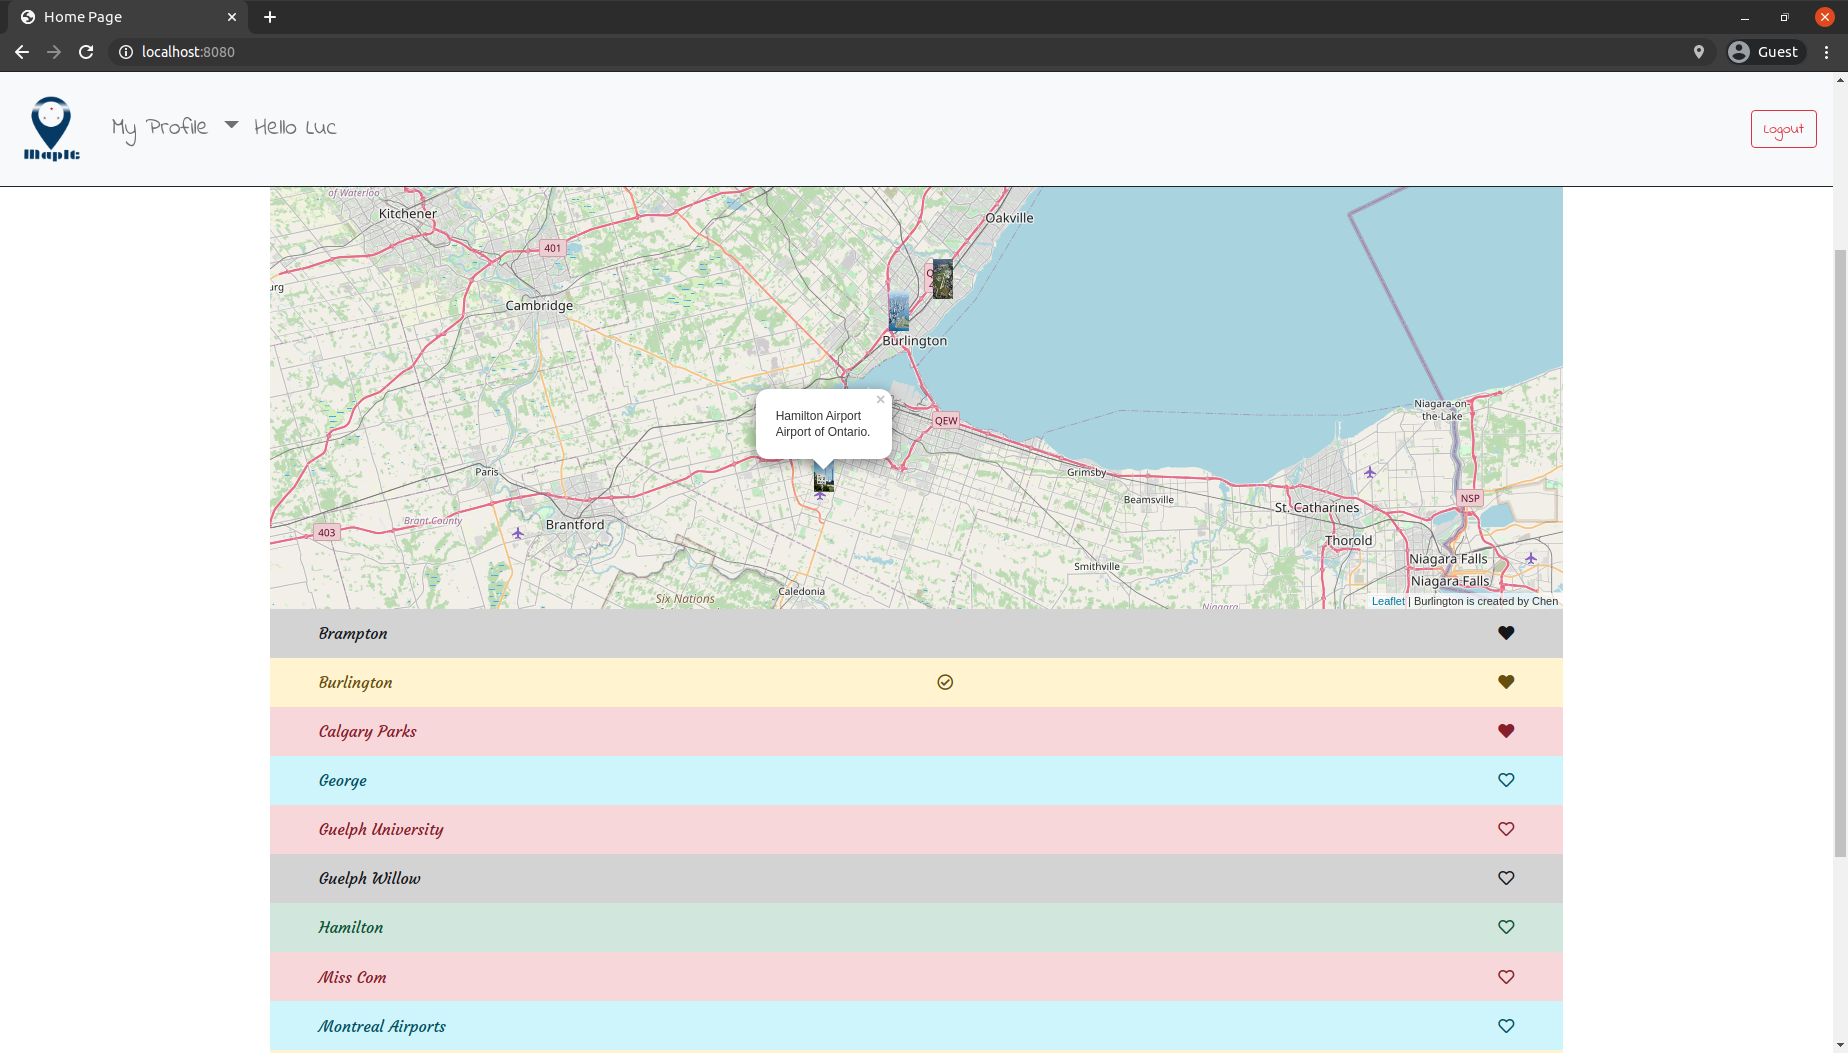 Home Page
localhost:8080
Guest
MapIt
My Profile
Hello Luc
Logout
of Waterloo
Kitchener
Oakville
401
urg
Cambridge
Burlington
Hamilton Airport
Airport of Ontario.
Niagara-on-
the-Lake
QEW
Paris
Grimsby
Beamsville
NSP
St. Catharines
Brant County
Brantford
403
Thorold
Niagara Falls
Smithville
Niagara Falls
Caledonia
Six Nations
Niagara
Leaflet | Burlington is created by Chen
Brampton
Burlington
Calgary Parks
George
Guelph University
Guelph Willow
Hamilton
Miss Com
Montreal Airports